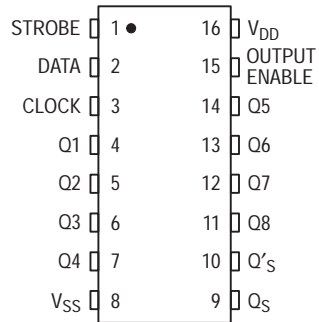 STROBE 1 16 VDD
DATA 2 15 OUTPUT ENABLE
CLOCK 3 14 Q5
Q1 4 13 Q6
Q2 5 12 Q7
Q3 6 11 Q8
Q4 7 10 Q′S
VSS 8 9 QS